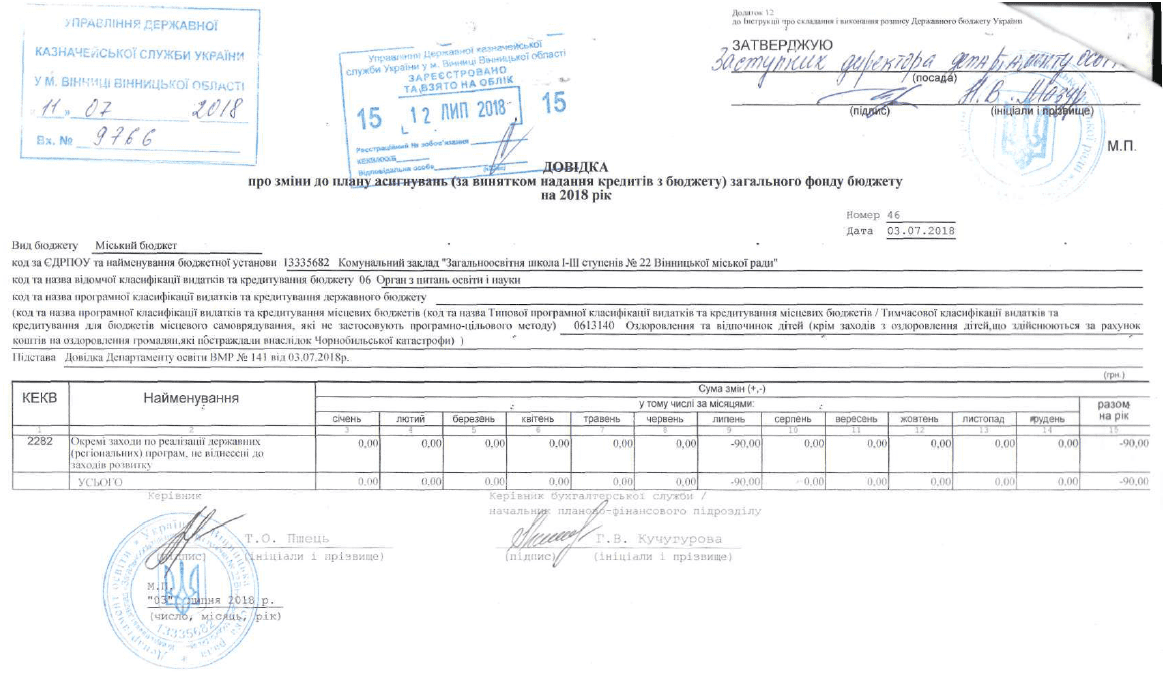 УПРАВЛІННЯ ДЕРЖАВНОЇ
КАЗНАЧЕЙСЬКОЇ СЛУЖБИ УКРАЇНИ
У М. ВІННИЦІ ВІННИЦЬКОЇ ОБЛАСТІ
"11" 07 2018
Вх. № 9766
Управління Державної казначейської
служби України у м. Вінниці Вінницької області
ЗАРЕЄСТРОВАНО
ТА ВЗЯТО НА ОБЛІК
15 12 ЛИП 2018 15
Реєстраційний № зобов'язання
КЕКВ/ККВ
Відповідальна особа
Додаток 12
до Інструкції про складання і виконання розпису Державного бюджету України
ЗАТВЕРДЖУЮ
Заступник директора департаменту
(посада)
Н.В. Мазур
(підпис) (ініціали і прізвище)
М.П.
ДОВІДКА
про зміни до плану асигнувань (за винятком надання кредитів з бюджету) загального фонду бюджету
на 2018 рік
Номер 46
Дата 03.07.2018
Вид бюджету Міський бюджет
код за ЄДРПОУ та найменування бюджетної установи 13335682 Комунальний заклад "Загальноосвітня школа І-ІІІ ступенів № 22 Вінницької міської ради"
код та назва відомчої класифікації видатків та кредитування бюджету 06 Орган з питань освіти і науки
код та назва програмної класифікації видатків та кредитування державного бюджету
(код та назва програмної класифікації видатків та кредитування місцевих бюджетів (код та назва Типової програмної класифікації видатків та кредитування місцевих бюджетів / Тимчасової класифікації видатків та
кредитування для бюджетів місцевого самоврядування, які не застосовують програмно-цільового методу) 0613140 Оздоровлення та відпочинок дітей (крім заходів з оздоровлення дітей,що здійснюються за рахунок
коштів на оздоровлення громадян,які постраждали внаслідок Чорнобильської катастрофи) )
Підстава Довідка Департаменту освіти ВМР № 141 від 03.07.2018р.
(грн.)
КЕКВ Найменування Сума змін (+,-)
у тому числі за місяцями: разом на рік
січень лютий березень квітень травень червень липень серпень вересень жовтень листопад грудень
1 2 3 4 5 6 7 8 9 10 11 12 13 14 15
2282 Окремі заходи по реалізації державних 0,00 0,00 0,00 0,00 0,00 0,00 -90,00 0,00 0,00 0,00 0,00 0,00 -90,00
(регіональних) програм, не віднесені до
заходів розвитку
УСЬОГО 0,00 0,00 0,00 0,00 0,00 0,00 -90,00 0,00 0,00 0,00 0,00 0,00 -90,00
Керівник Керівник бухгалтерської служби /
начальник планово-фінансового підрозділу
Т.О. Пшець Г.В. Кучугурова
(підпис) (ініціали і прізвище) (підпис) (ініціали і прізвище)
М.П.
"03" липня 2018 р.
(число, місяць, рік)
13335682